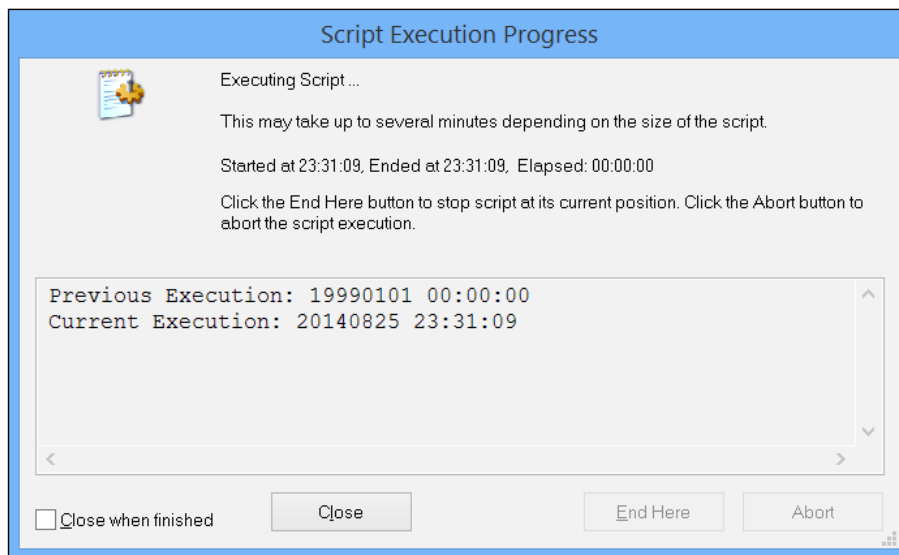 Script Execution Progress
Executing Script ...
This may take up to several minutes depending on the size of the script.
Started at 23:31:09, Ended at 23:31:09, Elapsed: 00:00:00
Click the End Here button to stop script at its current position. Click the Abort button to
abort the script execution.
Previous Execution: 19990101 00:00:00
Current Execution: 20140825 23:31:09
Close when finished
Close
End Here
Abort